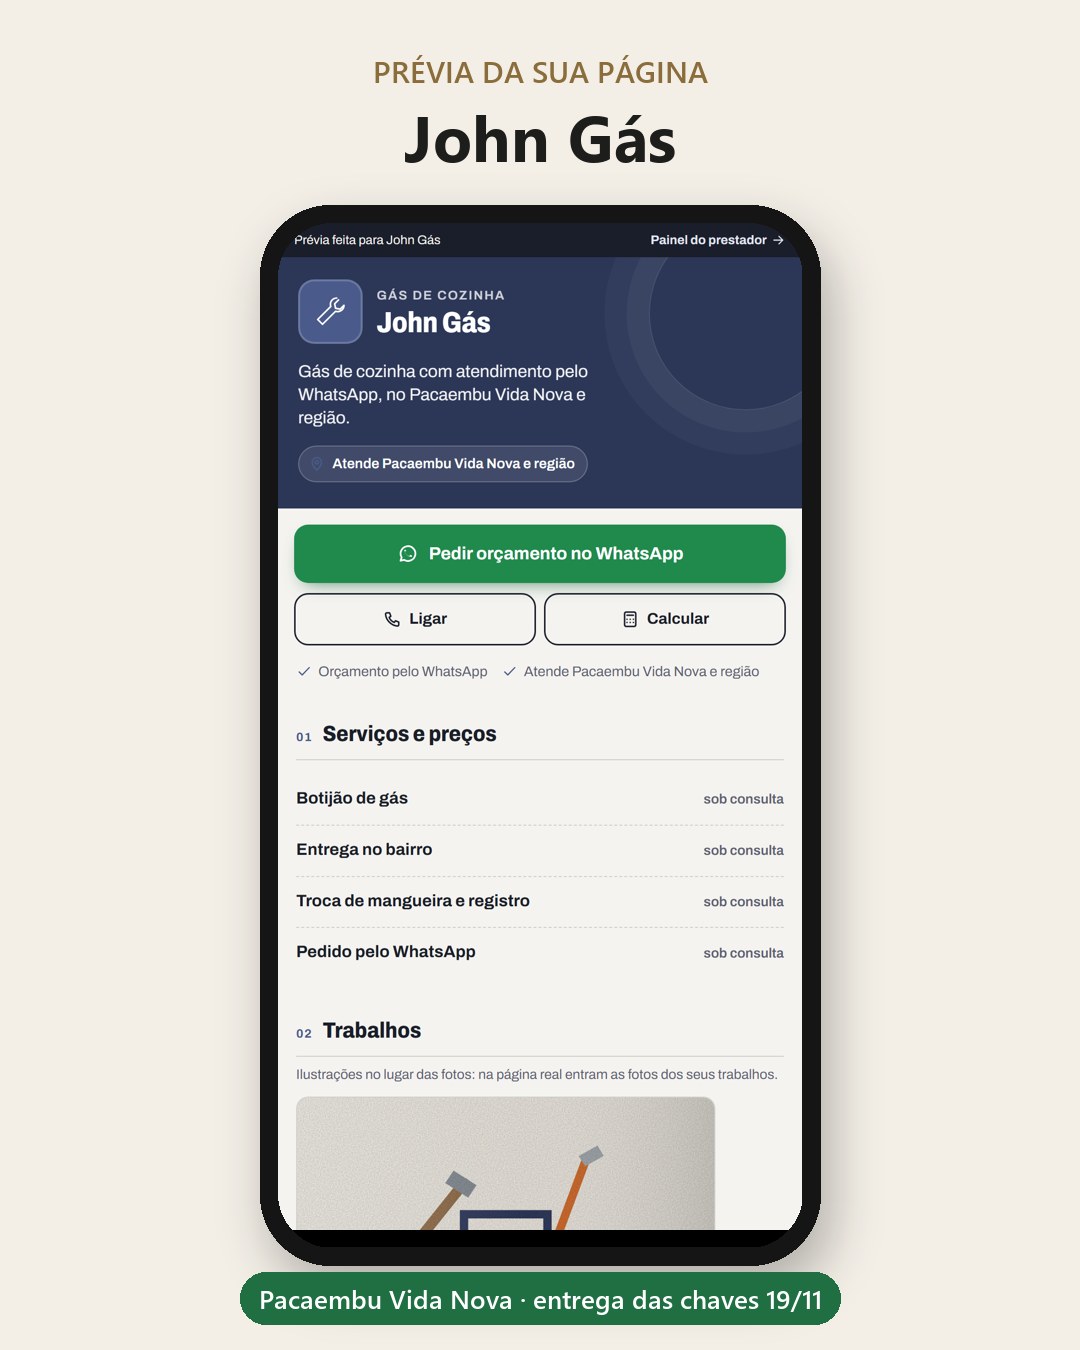 PRÉVIA DA SUA PÁGINA
John Gás
Prévia feita para John Gás
Painel do prestador →
GÁS DE COZINHA
John Gás
Gás de cozinha com atendimento pelo
WhatsApp, no Pacaembu Vida Nova e
região.
Atende Pacaembu Vida Nova e região
Pedir orçamento no WhatsApp
Ligar
Calcular
Orçamento pelo WhatsApp
Atende Pacaembu Vida Nova e região
01 Serviços e preços
Botijão de gás sob consulta
Entrega no bairro sob consulta
Troca de mangueira e registro sob consulta
Pedido pelo WhatsApp sob consulta
02 Trabalhos
Ilustrações no lugar das fotos: na página real entram as fotos dos seus trabalhos.
Pacaembu Vida Nova · entrega das chaves 19/11